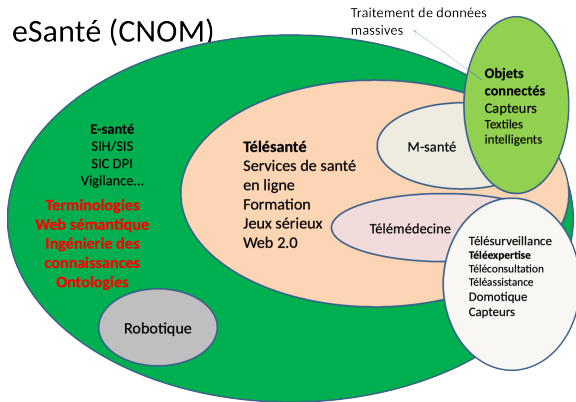 eSanté (CNOM)
Traitement de données
massives
Objets
connectés
Capteurs
Textiles
intelligents
E-santé
SIH/SIS
SIC DPI
Vigilance...
Terminologies
Web sémantique
Ingénierie des
connaissances
Ontologies
Télésanté
Services de santé
en ligne
Formation
Jeux sérieux
Web 2.0
M-santé
Télémédecine
Télésurveillance
Téléexpertise
Téléconsultation
Téléassistance
Domotique
Capteurs
Robotique